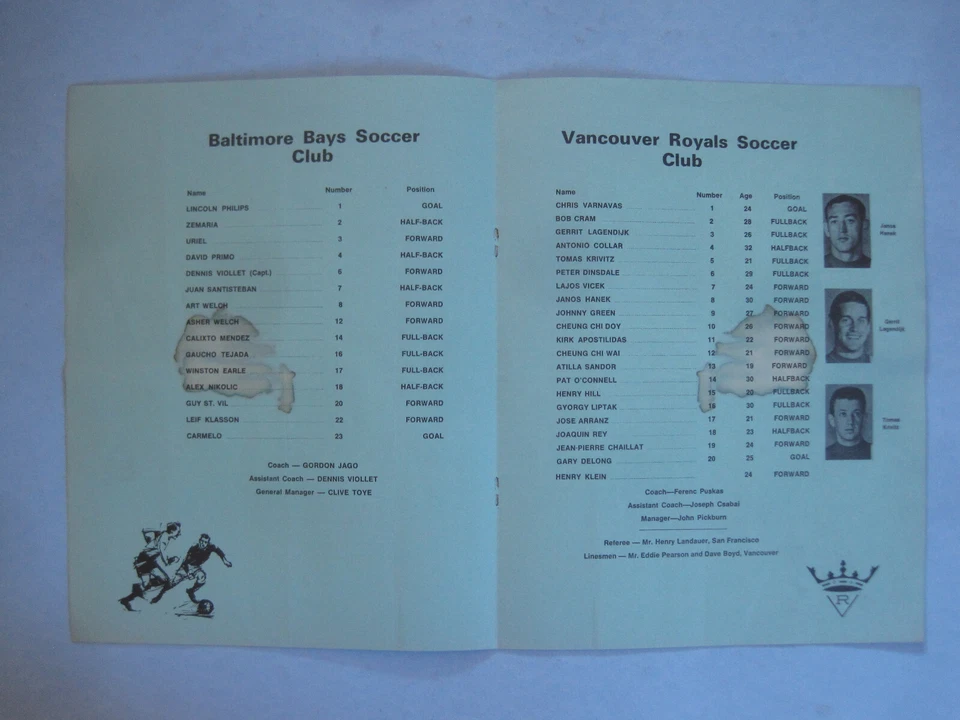 Baltimore Bays Soccer
Club
Name Number Position
LINCOLN PHILIPS 1 GOAL
ZEMARIA 2 HALF-BACK
URIEL 3 FORWARD
DAVID PRIMO 4 HALF-BACK
DENNIS VIOLLET (Capt.) 6 FORWARD
JUAN SANTISTEBAN 7 HALF-BACK
ART WELCH 8 FORWARD
ASHER WELCH 12 FORWARD
CALIXTO MENDEZ 14 FULL-BACK
GAUCHO TEJADA 16 FULL-BACK
WINSTON EARLE 17 FULL-BACK
ALEX NIKOLIC 18 HALF-BACK
GUY ST. VIL 20 FORWARD
LEIF KLASSON 22 FORWARD
CARMELO 23 GOAL
Coach — GORDON JAGO
Assistant Coach — DENNIS VIOLLET
General Manager — CLIVE TOYE
Vancouver Royals Soccer
Club
Name Number Age Position
CHRIS VARNAVAS 1 24 GOAL
BOB CRAM 2 28 FULLBACK
GERRIT LAGENDIJK 3 26 FULLBACK
ANTONIO COLLAR 4 32 HALFBACK
TOMAS KRIVITZ 5 21 FULLBACK
PETER DINSDALE 6 29 FULLBACK
LAJOS VICEK 7 24 FORWARD
JANOS HANEK 8 30 FORWARD
JOHNNY GREEN 9 27 FORWARD
CHEUNG CHI DOY 10 26 FORWARD
KIRK APOSTILIDAS 11 22 FORWARD
CHEUNG CHI WAI 12 21 FORWARD
ATILLA SANDOR 13 19 FORWARD
PAT O'CONNELL 14 30 HALFBACK
HENRY HILL 15 20 FULLBACK
GYORGY LIPTAK 16 30 FULLBACK
JOSE ARRANZ 17 21 FORWARD
JOAQUIN REY 18 23 HALFBACK
JEAN-PIERRE CHAILLAT 19 24 FORWARD
GARY DELONG 20 25 GOAL
HENRY KLEIN 24 FORWARD
Coach—Ferenc Puskas
Assistant Coach—Joseph Csabai
Manager—John Pickburn
Referee — Mr. Henry Landauer, San Francisco
Linesmen — Mr. Eddie Pearson and Dave Boyd, Vancouver
Janos
Hanek
Gerrit
Lagendijk
Tomas
Krivitz
R